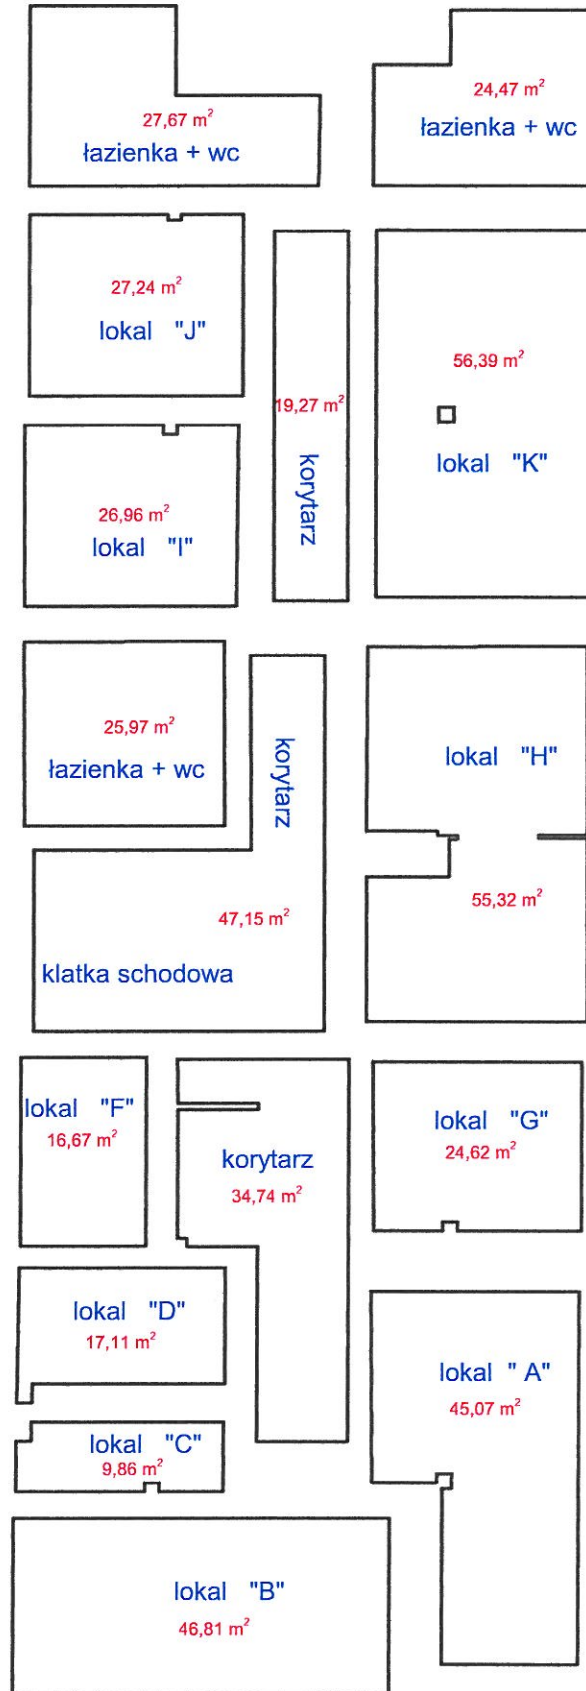 27,67 m²
łazienka + wc
24,47 m²
łazienka + wc
27,24 m²
lokal "J"
19,27 m²
korytarz
56,39 m²
lokal "K"
26,96 m²
lokal "I"
25,97 m²
łazienka + wc
korytarz
47,15 m²
klatka schodowa
lokal "H"
55,32 m²
lokal "F"
16,67 m²
korytarz
34,74 m²
lokal "G"
24,62 m²
lokal "D"
17,11 m²
lokal " A"
45,07 m²
lokal "C"
9,86 m²
lokal "B"
46,81 m²